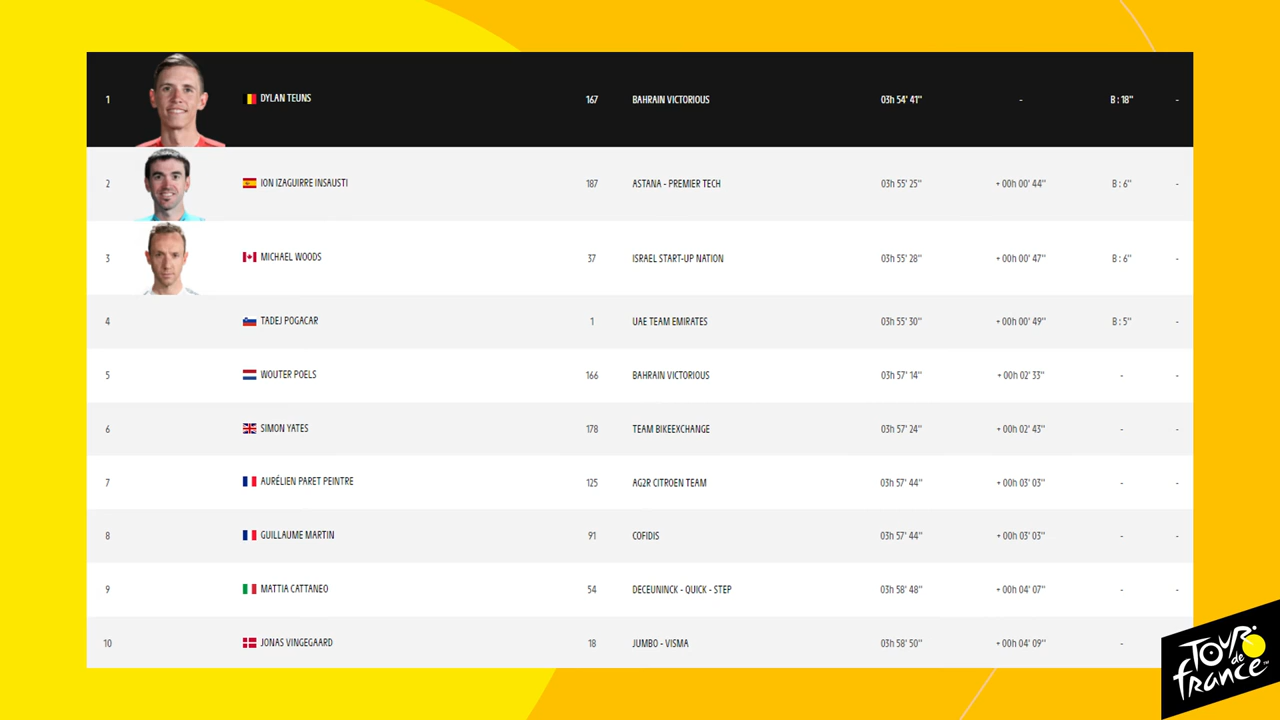 1 DYLAN TEUNS 167 BAHRAIN VICTORIOUS 03h 54' 41'' - B : 18'' -
2 ION IZAGUIRRE INSAUSTI 187 ASTANA - PREMIER TECH 03h 55' 25'' + 00h 00' 44'' B : 6'' -
3 MICHAEL WOODS 37 ISRAEL START-UP NATION 03h 55' 28'' + 00h 00' 47'' B : 6'' -
4 TADEJ POGACAR 1 UAE TEAM EMIRATES 03h 55' 30'' + 00h 00' 49'' B : 5'' -
5 WOUTER POELS 166 BAHRAIN VICTORIOUS 03h 57' 14'' + 00h 02' 33'' - -
6 SIMON YATES 178 TEAM BIKEEXCHANGE 03h 57' 24'' + 00h 02' 43'' - -
7 AURÉLIEN PARET PEINTRE 125 AG2R CITROEN TEAM 03h 57' 44'' + 00h 03' 03'' - -
8 GUILLAUME MARTIN 91 COFIDIS 03h 57' 44'' + 00h 03' 03'' - -
9 MATTIA CATTANEO 54 DECEUNINCK - QUICK - STEP 03h 58' 48'' + 00h 04' 07'' - -
10 JONAS VINGEGAARD 18 JUMBO - VISMA 03h 58' 50'' + 00h 04' 09'' -
TOUR
de
france